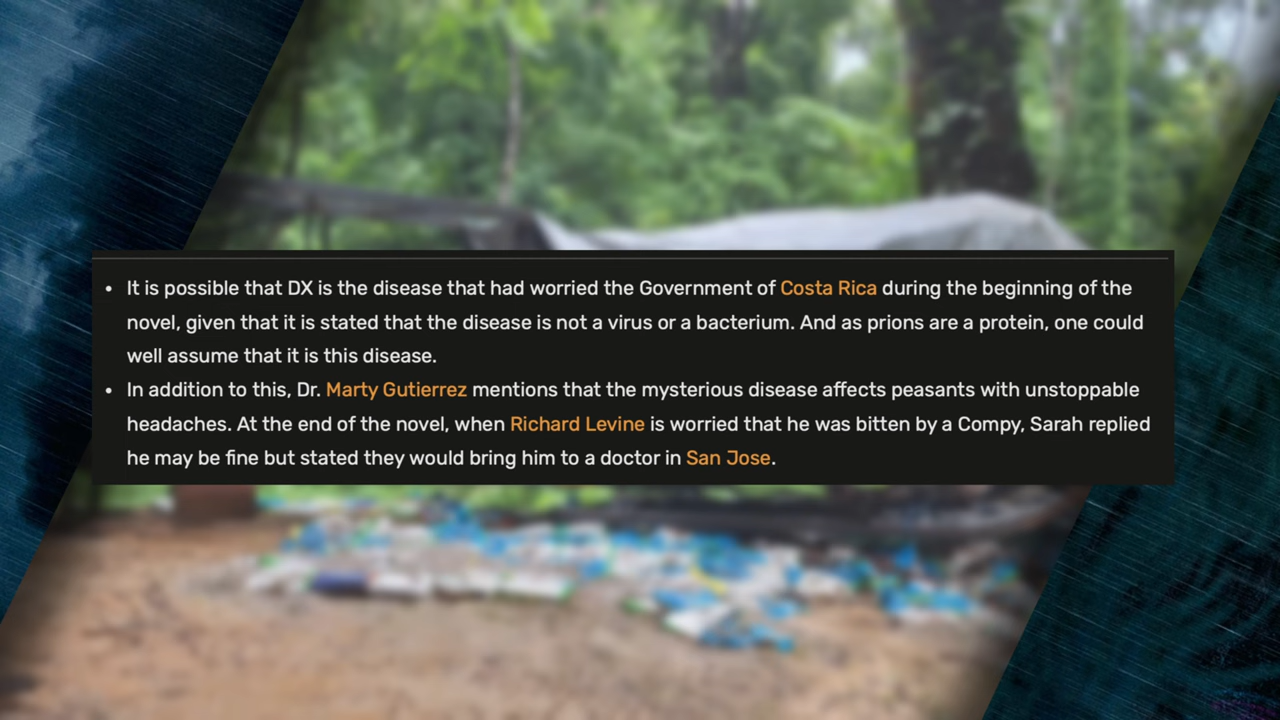 • It is possible that DX is the disease that had worried the Government of Costa Rica during the beginning of the
novel, given that it is stated that the disease is not a virus or a bacterium. And as prions are a protein, one could
well assume that it is this disease.
• In addition to this, Dr. Marty Gutierrez mentions that the mysterious disease affects peasants with unstoppable
headaches. At the end of the novel, when Richard Levine is worried that he was bitten by a Compy, Sarah replied
he may be fine but stated they would bring him to a doctor in San Jose.